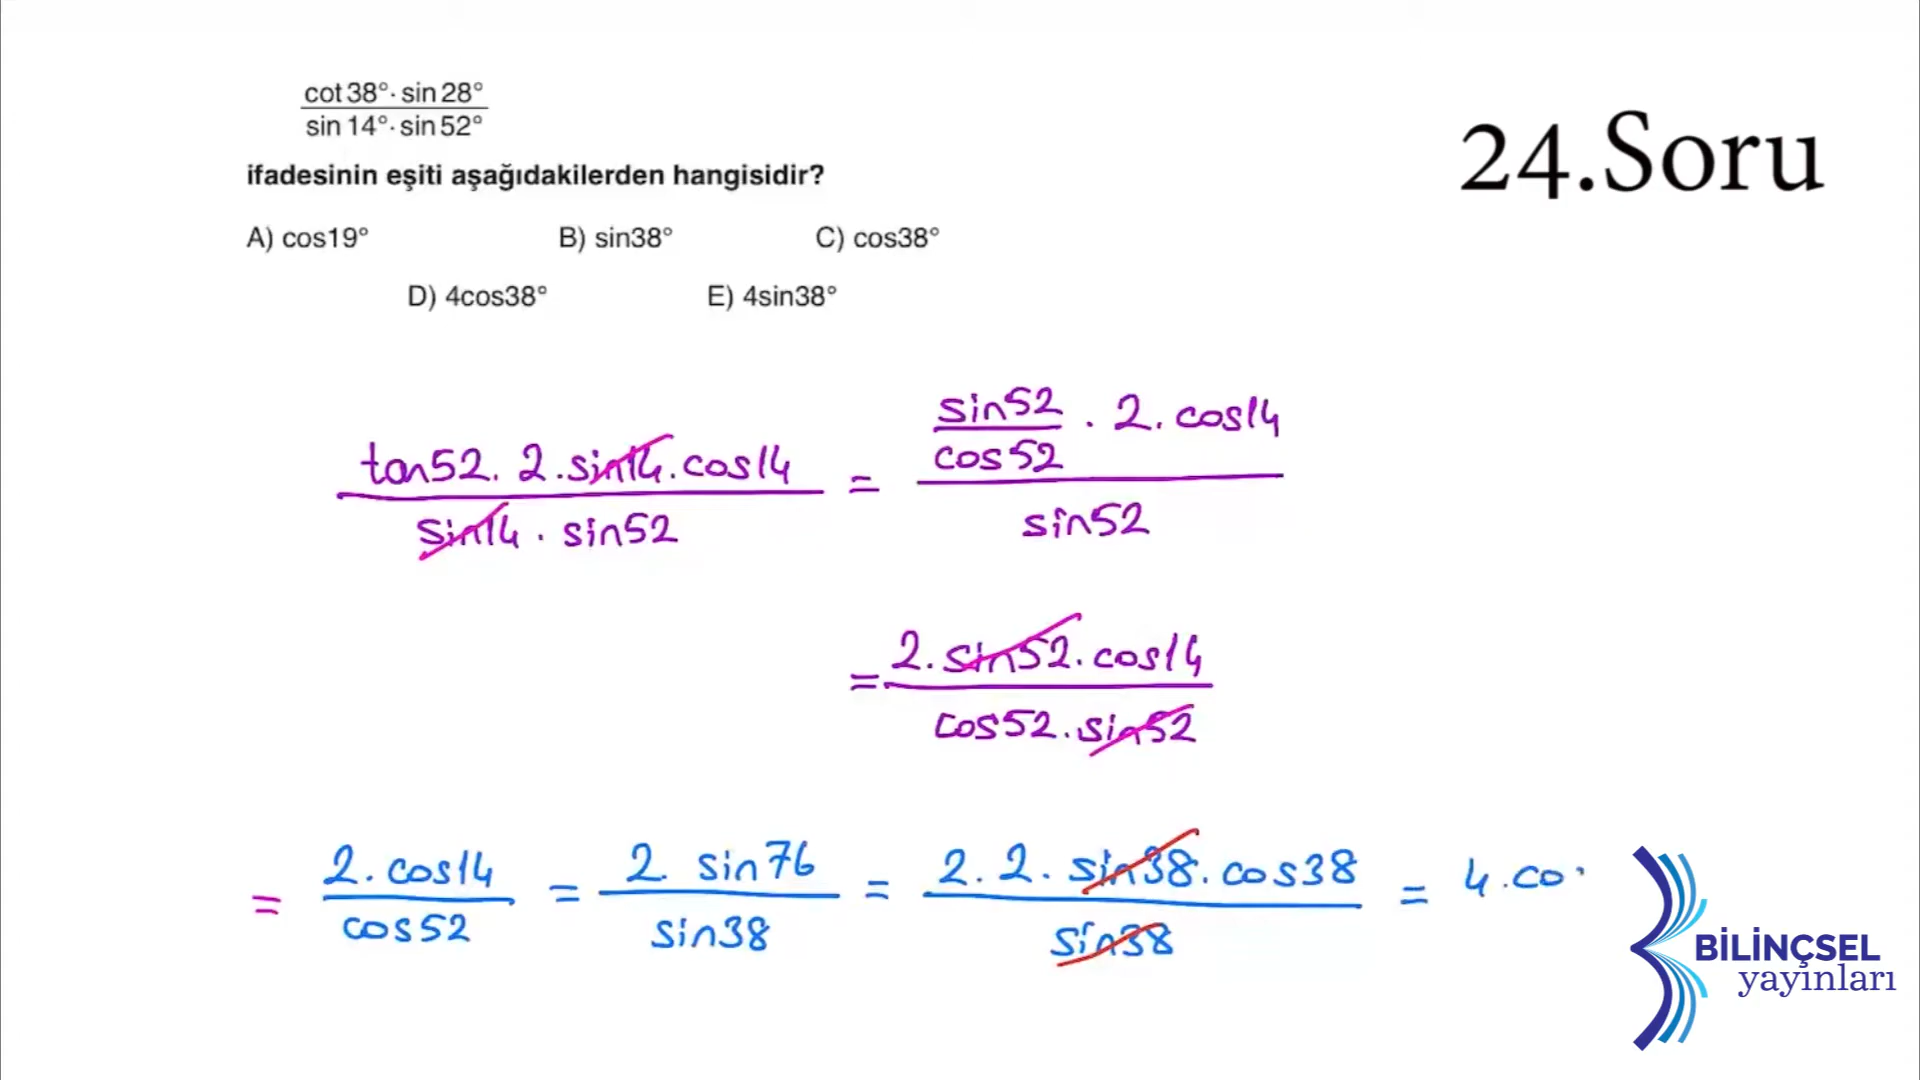 cot 38° · sin 28°
sin 14° · sin 52°
24.Soru
ifadesinin eşiti aşağıdakilerden hangisidir?
A) cos19° B) sin38° C) cos38°
D) 4cos38° E) 4sin38°
tan52. 2.sin14.cos14 = sin52 . 2. cos14
cos52
sin14 . sin52 sin52
= 2. sin52. cos14
cos52. sin52
= 2. cos14 = 2. sin76 = 2. 2. sin38. cos38 = 4 .co
cos52 sin38 sin38
BİLİNÇSEL
yayınları